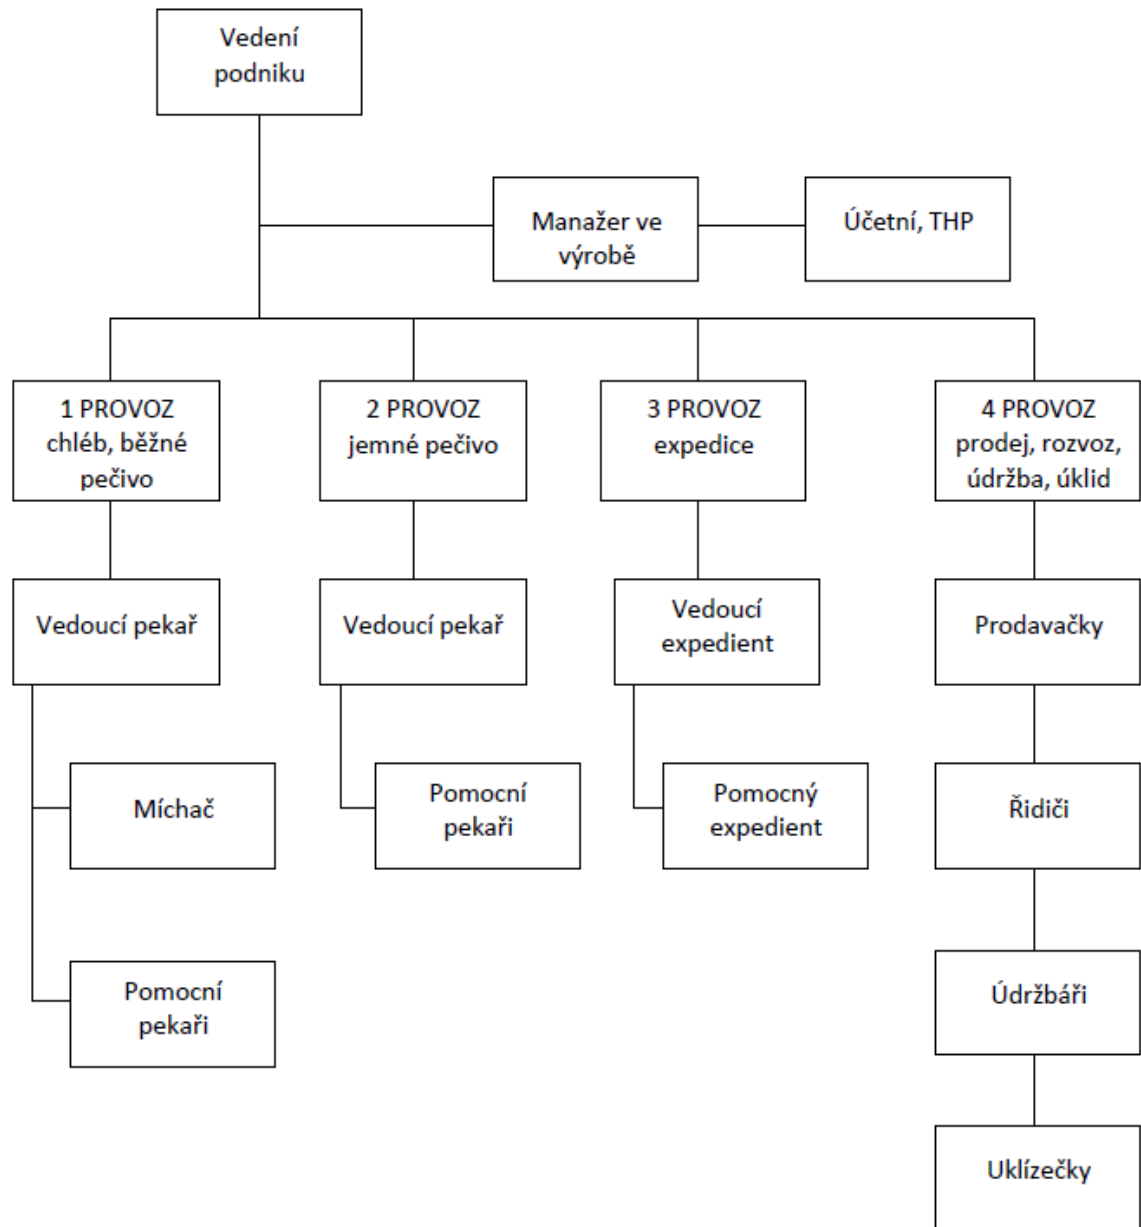 Vedení
podniku
Manažer ve
výrobě
Účetní, THP
1 PROVOZ
chléb, běžné
pečivo
2 PROVOZ
jemné pečivo
3 PROVOZ
expedice
4 PROVOZ
prodej, rozvoz,
údržba, úklid
Vedoucí pekař
Vedoucí pekař
Vedoucí
expedient
Prodavačky
Míchač
Pomocní
pekaři
Pomocný
expedient
Řidiči
Pomocní
pekaři
Údržbáři
Uklízečky